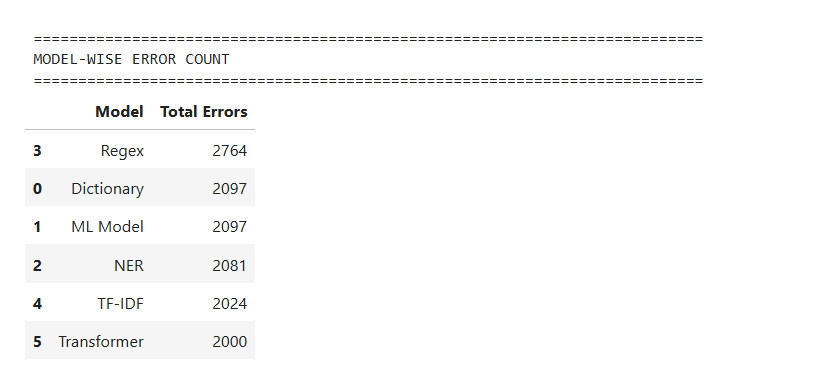 ===========================================================================
MODEL-WISE ERROR COUNT
===========================================================================
Model Total Errors
3 Regex 2764
0 Dictionary 2097
1 ML Model 2097
2 NER 2081
4 TF-IDF 2024
5 Transformer 2000